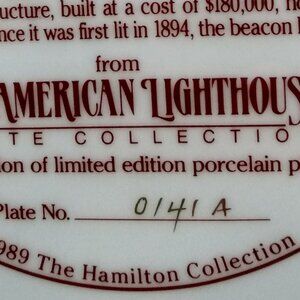 ucture, built at a cost of $180,000,
nce it was first lit in 1894, the beacon
from
AMERICAN LIGHTHOUS
TE COLLECTIO
on of limited edition porcelain p
Plate No. 0141 A
989 The Hamilton Collection